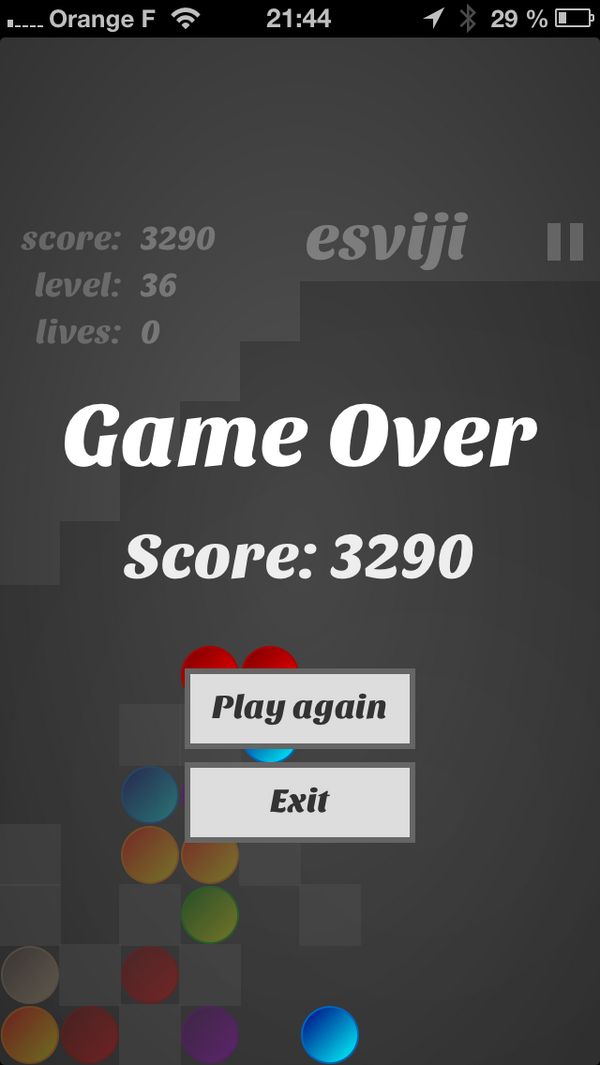 Orange F 21:44 29 %
esviji
score: 3290
level: 36
lives: 0
Game Over
Score: 3290
Play again
Exit